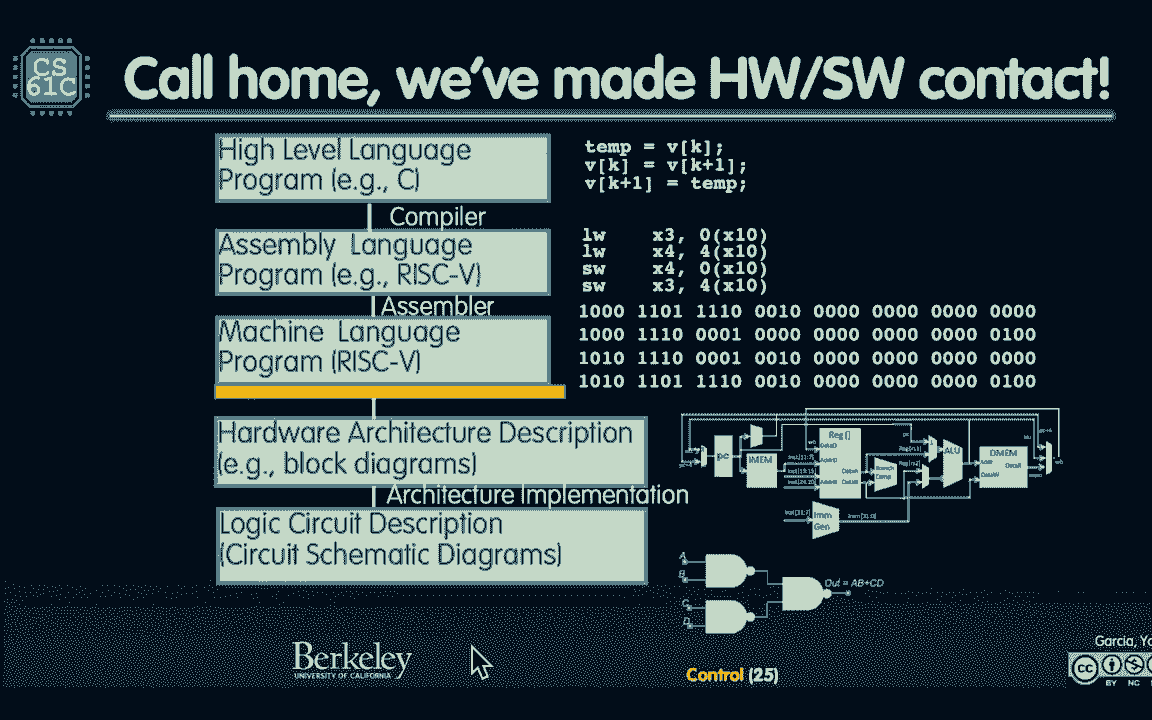 CS
61C
Call home, we've made HW/SW contact!
High Level Language
Program (e.g., C)
temp = v[k];
v[k] = v[k+1];
v[k+1] = temp;
Compiler
Assembly Language
Program (e.g., RISC-V)
lw x3, 0(x10)
lw x4, 4(x10)
sw x4, 0(x10)
sw x3, 4(x10)
Assembler
Machine Language
Program (RISC-V)
1000 1101 1110 0010 0000 0000 0000 0000
1000 1110 0001 0000 0000 0000 0000 0100
1010 1110 0001 0010 0000 0000 0000 0000
1010 1101 1110 0010 0000 0000 0000 0100
Hardware Architecture Description
(e.g., block diagrams)
pc
IMEM
Reg[]
ALU
DMEM
Imm
Gen
Architecture Implementation
Logic Circuit Description
(Circuit Schematic Diagrams)
A
B
C
D
Out = AB+CD
Berkeley
UNIVERSITY OF CALIFORNIA
Control (25)
Garcia,
cc
BY NC